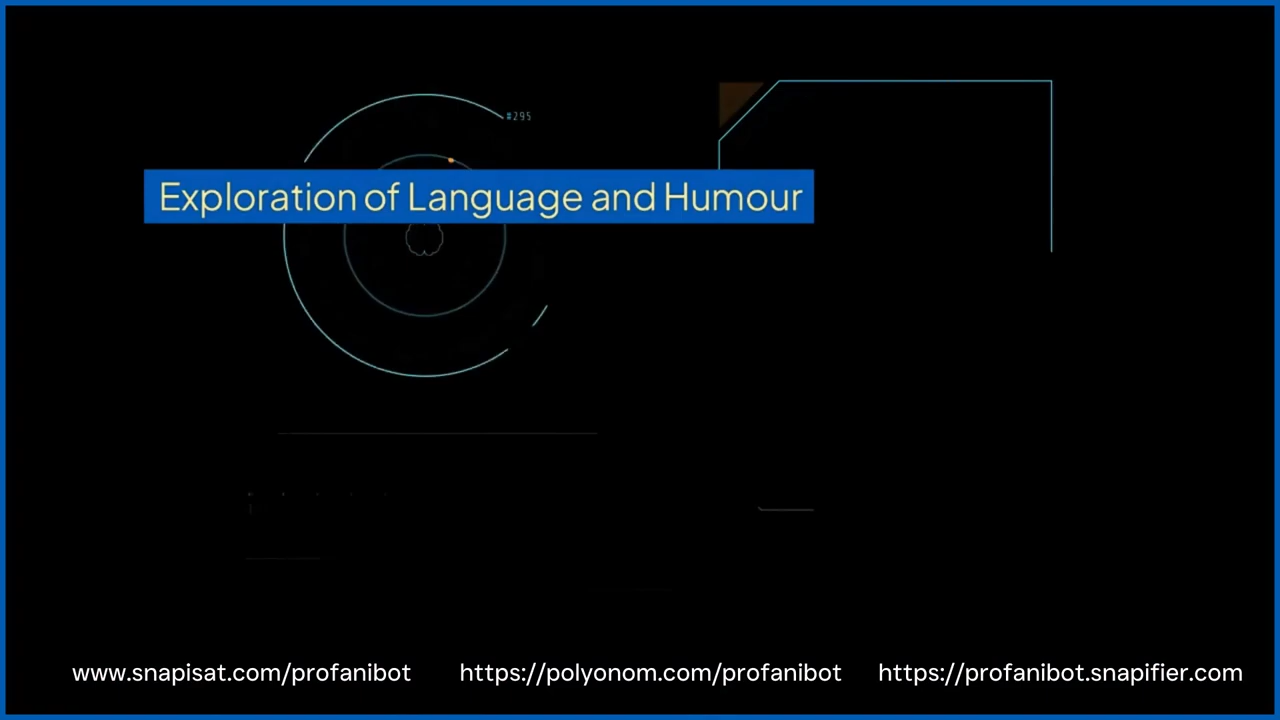 #295
Exploration of Language and Humour
www.snapisat.com/profanibot https://polyonom.com/profanibot https://profanibot.snapifier.com